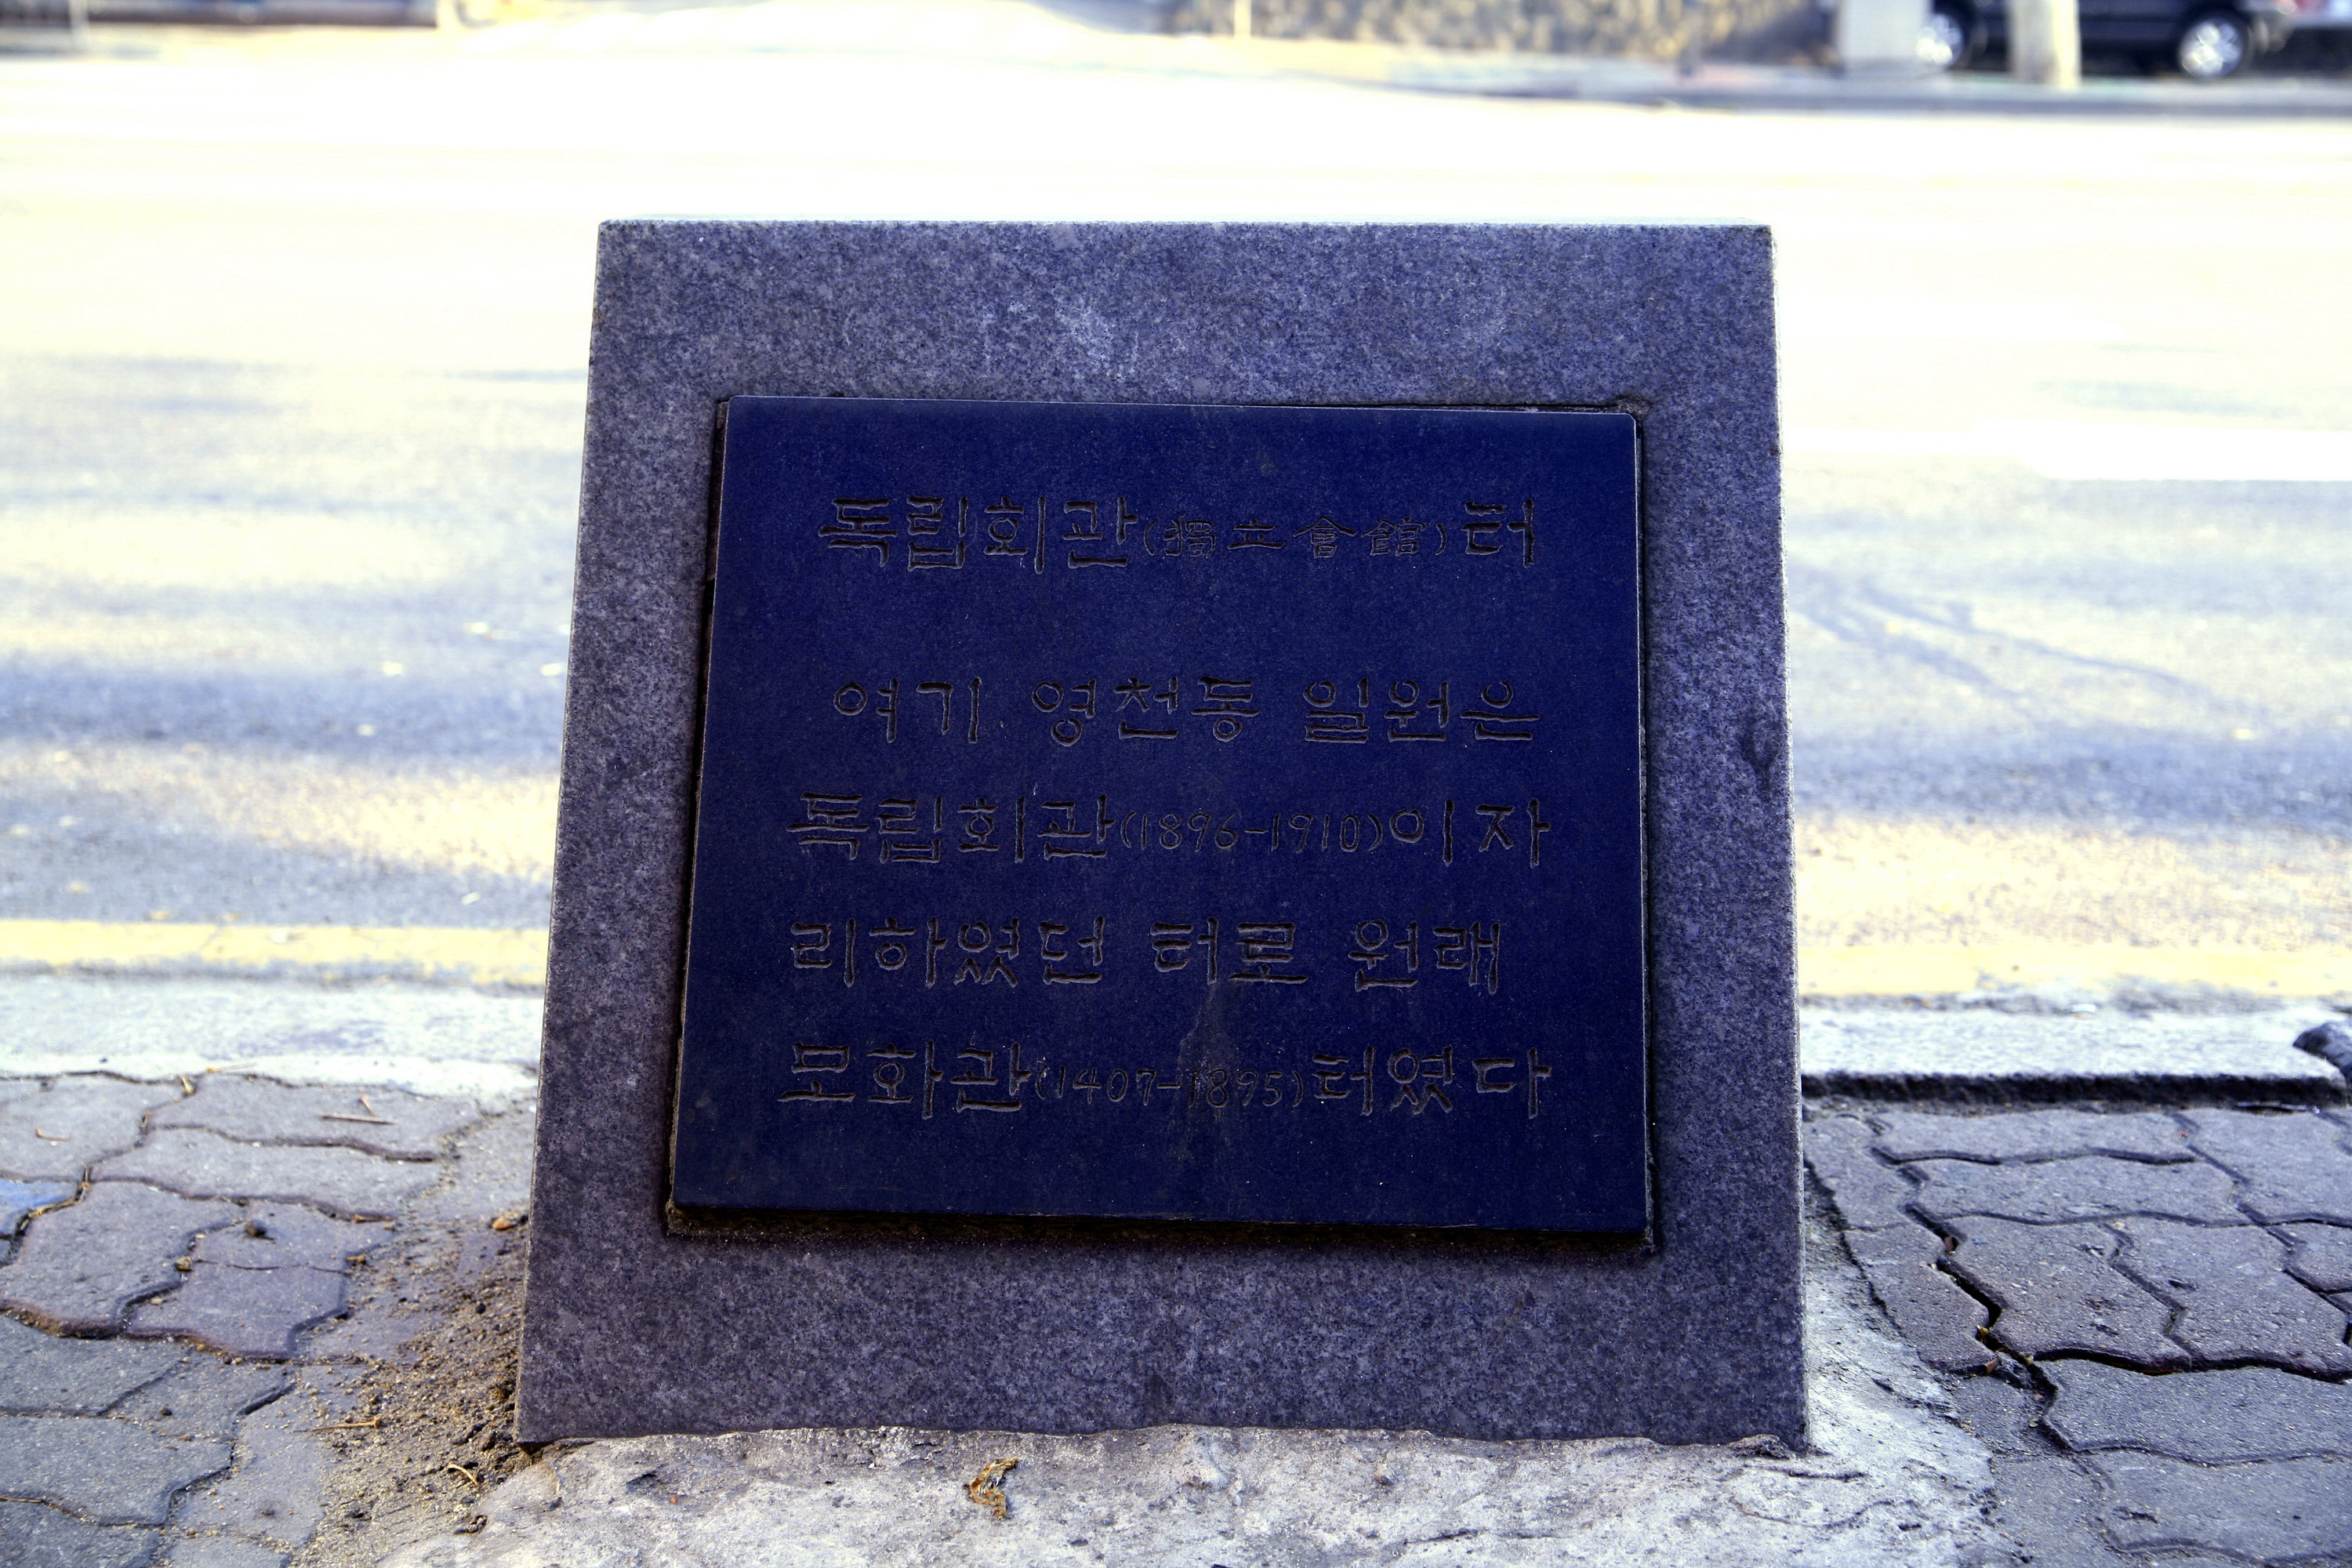 독립회관(獨立會館)터
여기 영천동 일원은
독립회관(1896-1910)이 자
리하였던 터로 원래
모화관(1407-1895)터였다